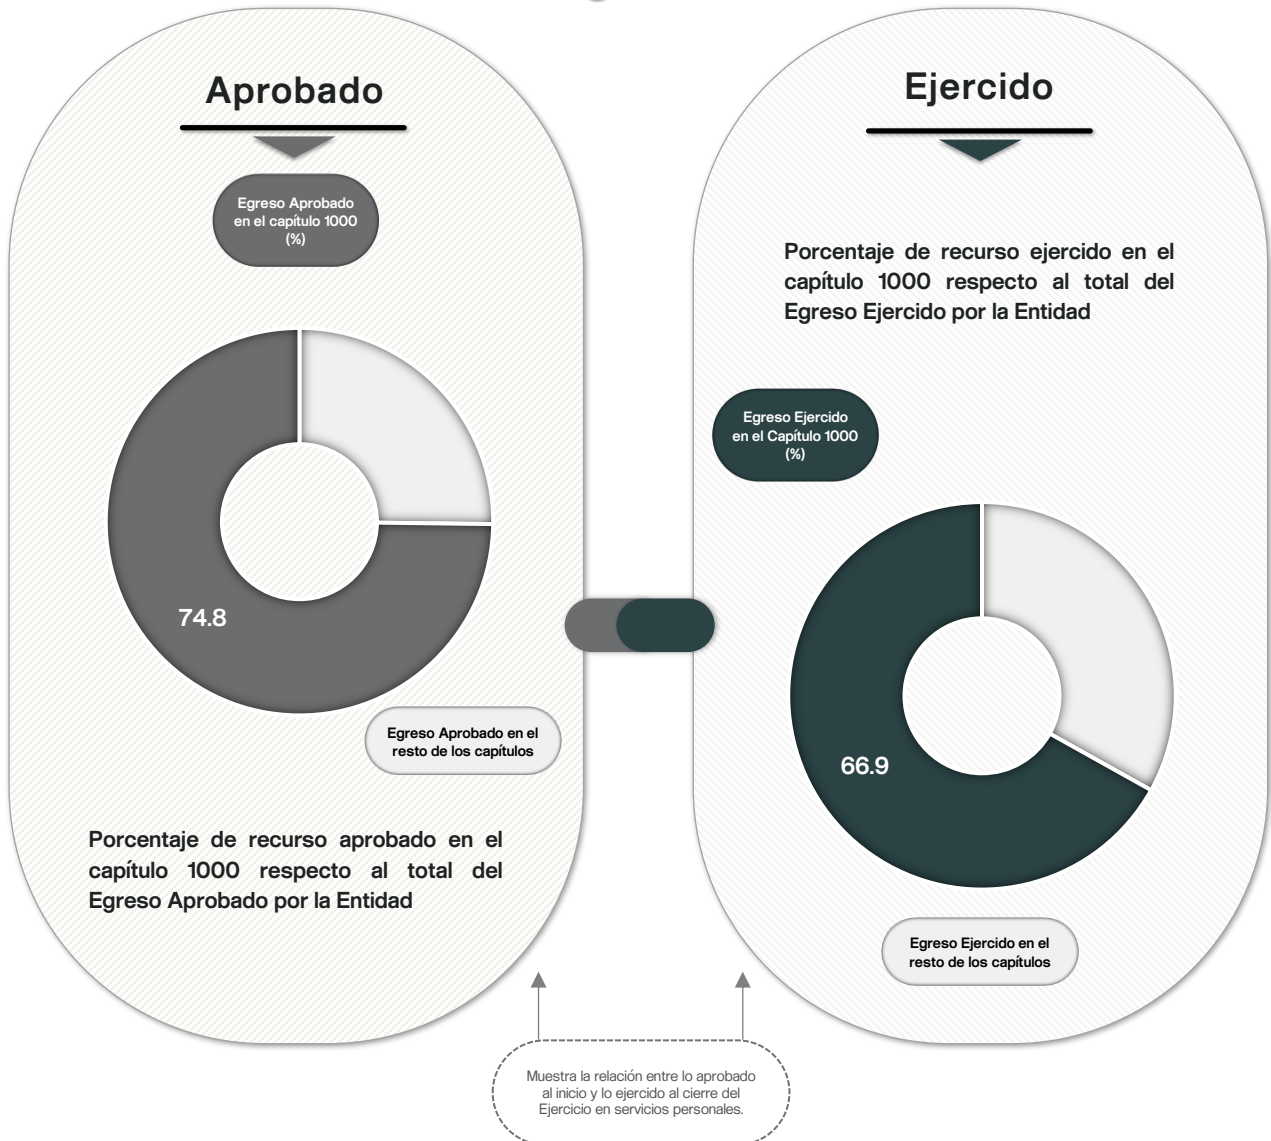 Aprobado
Egreso Aprobado
en el capítulo 1000
(%)
74.8
Egreso Aprobado en el
resto de los capítulos
Porcentaje de recurso aprobado en el
capítulo 1000 respecto al total del
Egreso Aprobado por la Entidad
Ejercido
Porcentaje de recurso ejercido en el
capítulo 1000 respecto al total del
Egreso Ejercido por la Entidad
Egreso Ejercido
en el Capítulo 1000
(%)
66.9
Egreso Ejercido en el
resto de los capítulos
Muestra la relación entre lo aprobado
al inicio y lo ejercido al cierre del
Ejercicio en servicios personales.